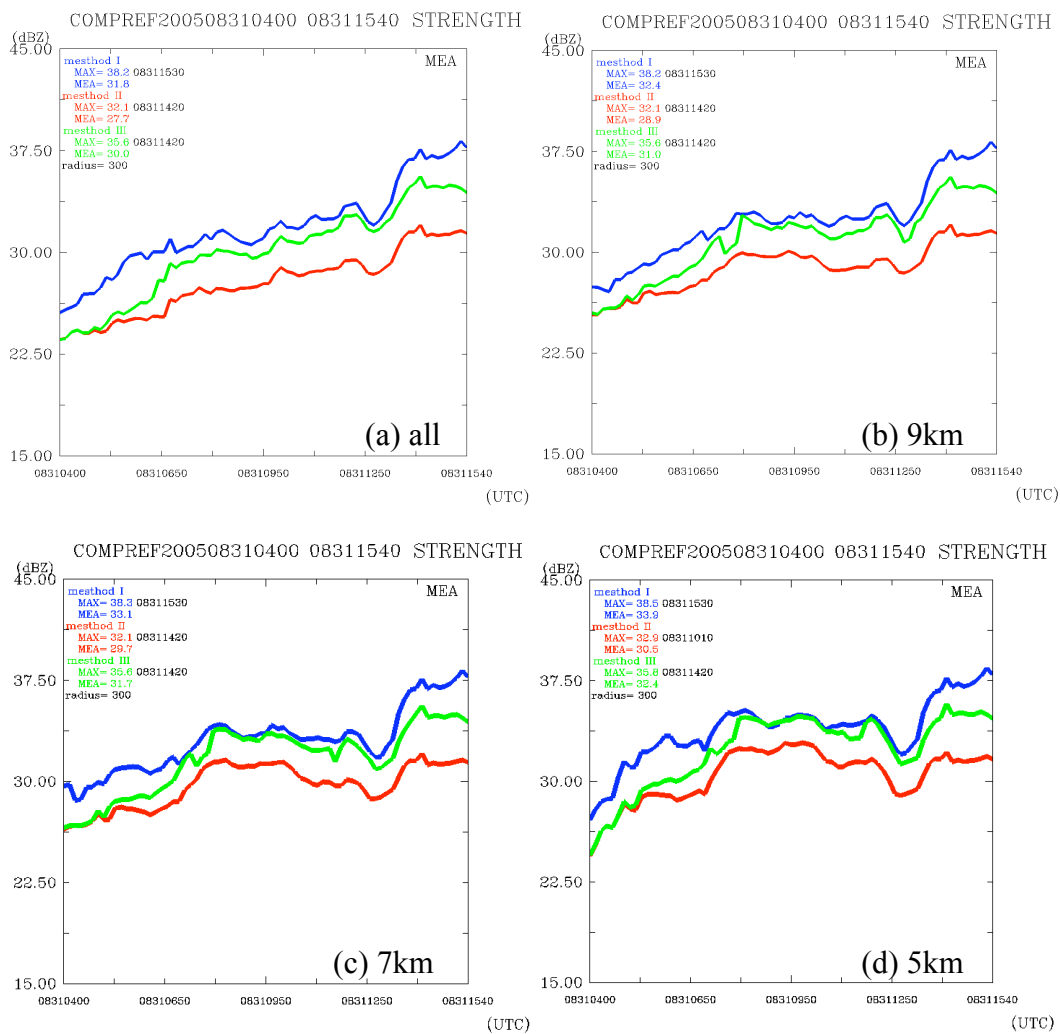 COMPREF200508310400 08311540 STRENGTH
(dBZ)
45.00
37.50
30.00
22.50
15.00
mesthod I
MAX= 38.2 08311530
MEA= 31.8
mesthod II
MAX= 32.1 08311420
MEA= 27.7
mesthod III
MAX= 35.6 08311420
MEA= 30.0
radius= 300
MEA
(a) all
08310400 08310650 08310950 08311250 08311540
(UTC)
COMPREF200508310400 08311540 STRENGTH
(dBZ)
45.00
37.50
30.00
22.50
15.00
mesthod I
MAX= 38.2 08311530
MEA= 32.4
mesthod II
MAX= 32.1 08311420
MEA= 28.9
mesthod III
MAX= 35.6 08311420
MEA= 31.0
radius= 300
MEA
(b) 9km
08310400 08310650 08310950 08311250 08311540
(UTC)
COMPREF200508310400 08311540 STRENGTH
(dBZ)
45.00
37.50
30.00
22.50
15.00
mesthod I
MAX= 38.3 08311530
MEA= 33.1
mesthod II
MAX= 32.1 08311420
MEA= 29.7
mesthod III
MAX= 35.6 08311420
MEA= 31.7
radius= 300
MEA
(c) 7km
08310400 08310650 08310950 08311250 08311540
(UTC)
COMPREF200508310400 08311540 STRENGTH
(dBZ)
45.00
37.50
30.00
22.50
15.00
mesthod I
MAX= 38.5 08311530
MEA= 33.9
mesthod II
MAX= 32.9 08311010
MEA= 30.5
mesthod III
MAX= 35.6 08311420
MEA= 32.4
radius= 300
MEA
(d) 5km
08310400 08310650 08310950 08311250 08311540
(UTC)